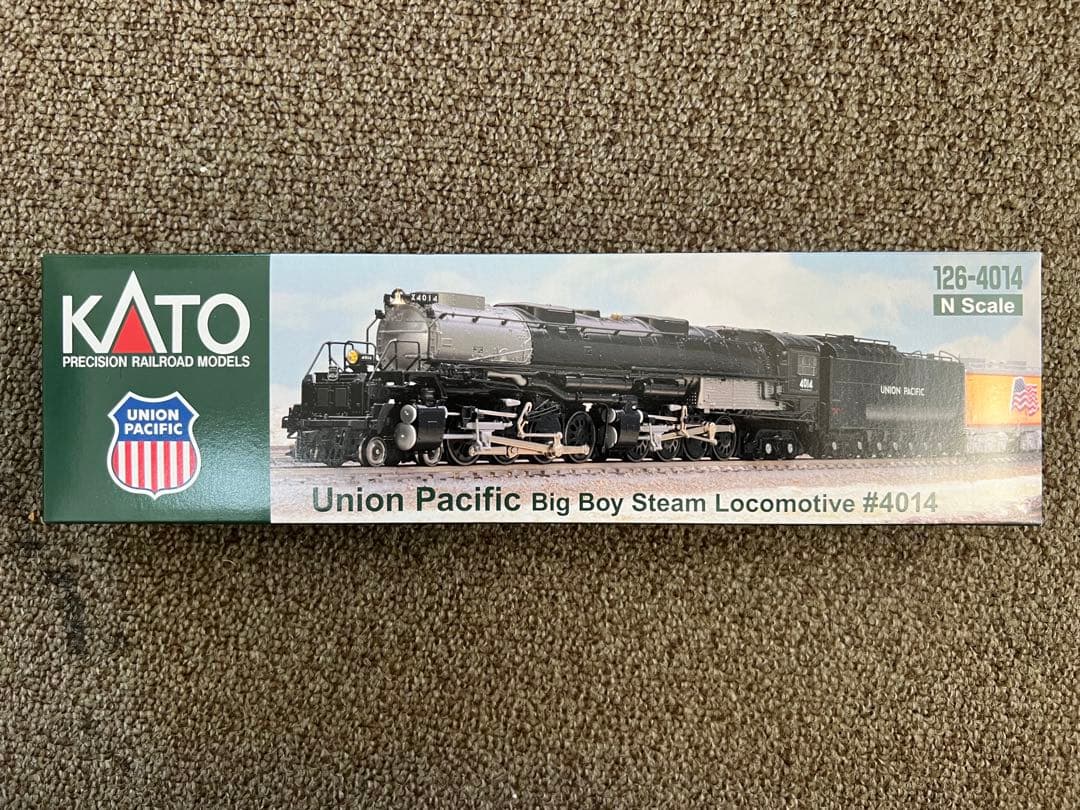 KATO
PRECISION RAILROAD MODELS
UNION
PACIFIC
126-4014
N Scale
X4014
4014
UNION PACIFIC
Union Pacific Big Boy Steam Locomotive #4014